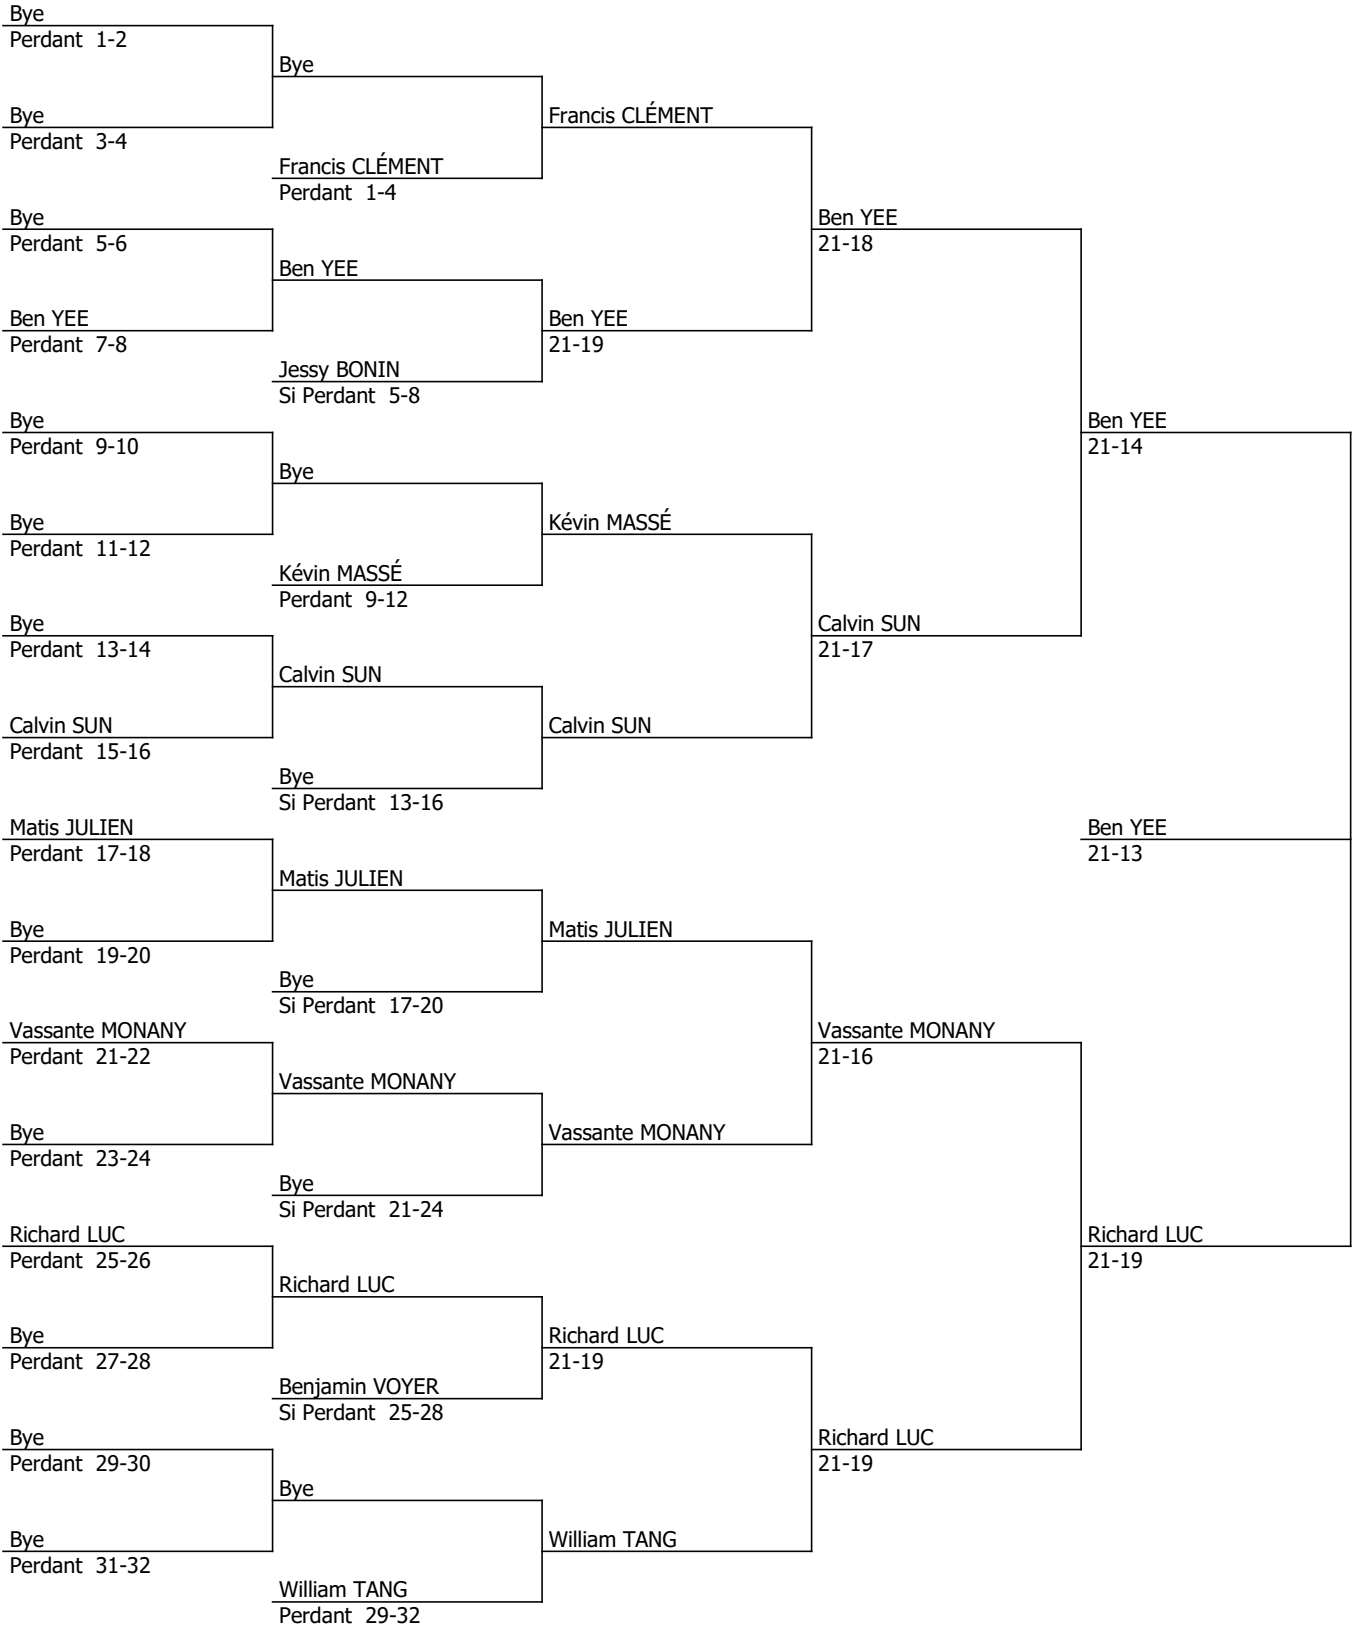 Bye
Perdant 1-2
Bye
Bye
Perdant 3-4
Francis CLÉMENT
Francis CLÉMENT
Perdant 1-4
Bye
Perdant 5-6
Ben YEE
21-18
Ben YEE
Ben YEE
Perdant 7-8
Ben YEE
21-19
Jessy BONIN
Si Perdant 5-8
Bye
Perdant 9-10
Ben YEE
21-14
Bye
Bye
Perdant 11-12
Kévin MASSÉ
Kévin MASSÉ
Perdant 9-12
Bye
Perdant 13-14
Calvin SUN
21-17
Calvin SUN
Calvin SUN
Perdant 15-16
Calvin SUN
Bye
Si Perdant 13-16
Matis JULIEN
Perdant 17-18
Ben YEE
21-13
Matis JULIEN
Bye
Perdant 19-20
Matis JULIEN
Bye
Si Perdant 17-20
Vassante MONANY
Perdant 21-22
Vassante MONANY
21-16
Vassante MONANY
Bye
Perdant 23-24
Vassante MONANY
Bye
Si Perdant 21-24
Richard LUC
Perdant 25-26
Richard LUC
21-19
Richard LUC
Bye
Perdant 27-28
Richard LUC
21-19
Benjamin VOYER
Si Perdant 25-28
Bye
Perdant 29-30
Richard LUC
21-19
Bye
Bye
Perdant 31-32
William TANG
William TANG
Perdant 29-32